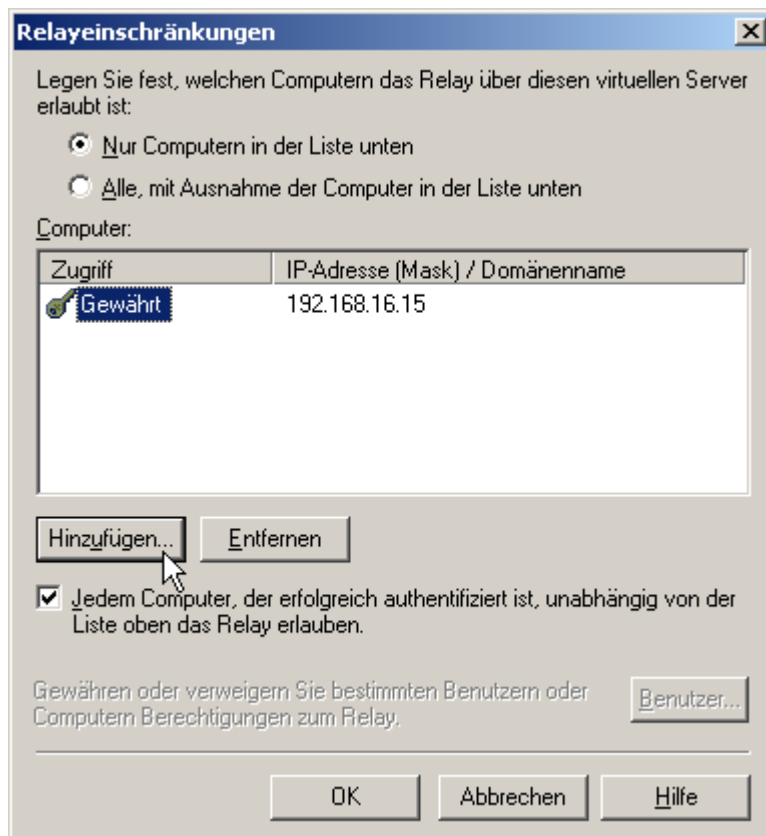 Relayeinschränkungen
Legen Sie fest, welchen Computern das Relay über diesen virtuellen Server
erlaubt ist:
Nur Computern in der Liste unten
Alle, mit Ausnahme der Computer in der Liste unten
Computer:
Zugriff IP-Adresse (Mask) / Domänenname
Gewährt 192.168.16.15
Hinzufügen... Entfernen
Jedem Computer, der erfolgreich authentifiziert ist, unabhängig von der
Liste oben das Relay erlauben.
Gewähren oder verweigern Sie bestimmten Benutzern oder
Computern Berechtigungen zum Relay.
Benutzer...
OK Abbrechen Hilfe